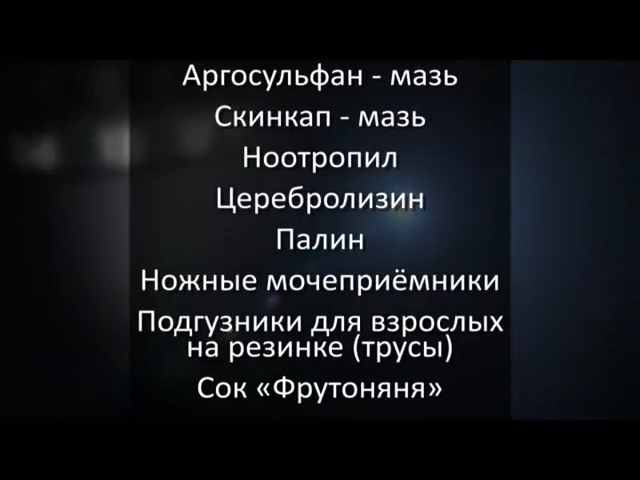 Аргосульфан - мазь
Скинкап - мазь
Ноотропил
Церебролизин
Палин
Ножные мочеприёмники
Подгузники для взрослых
на резинке (трусы)
Сок «Фрутоняня»